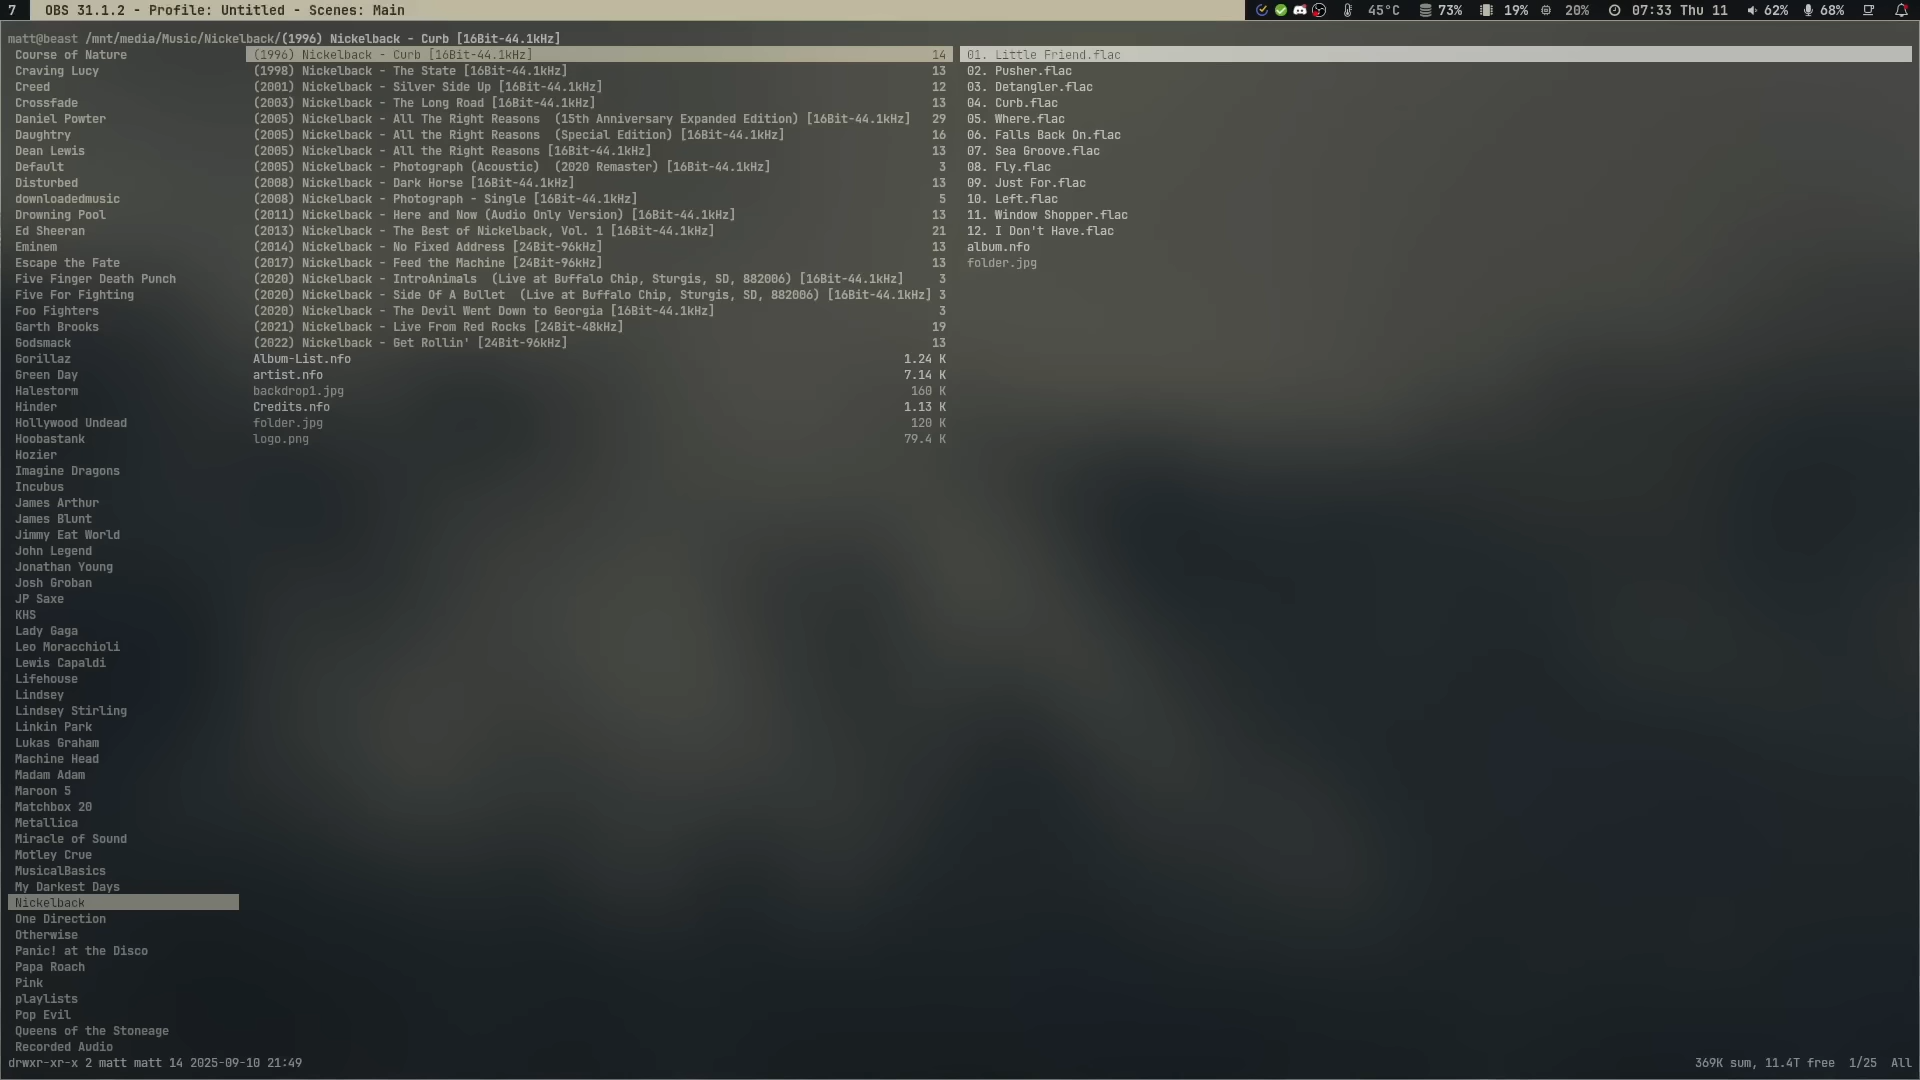 7 OBS 31.1.2 - Profile: Untitled - Scenes: Main 45°C 73% 19% 20% 07:33 Thu 11 62% 68%
matt@beast /mnt/media/Music/Nickelback/(1996) Nickelback - Curb [16Bit-44.1kHz]
Course of Nature
Craving Lucy
Creed
Crossfade
Daniel Powter
Daughtry
Dean Lewis
Default
Disturbed
downloadedmusic
Drowning Pool
Ed Sheeran
Eminem
Escape the Fate
Five Finger Death Punch
Five For Fighting
Foo Fighters
Garth Brooks
Godsmack
Gorillaz
Green Day
Halestorm
Hinder
Hollywood Undead
Hoobastank
Hozier
Imagine Dragons
Incubus
James Arthur
James Blunt
Jimmy Eat World
John Legend
Jonathan Young
Josh Groban
JP Saxe
KHS
Lady Gaga
Leo Moracchioli
Lewis Capaldi
Lifehouse
Lindsey
Lindsey Stirling
Linkin Park
Lukas Graham
Machine Head
Madam Adam
Maroon 5
Matchbox 20
Metallica
Miracle of Sound
Motley Crue
MusicalBasics
My Darkest Days
Nickelback
One Direction
Otherwise
Panic! at the Disco
Papa Roach
Pink
playlists
Pop Evil
Queens of the Stoneage
Recorded Audio
(1996) Nickelback - Curb [16Bit-44.1kHz] 14
(1998) Nickelback - The State [16Bit-44.1kHz] 13
(2001) Nickelback - Silver Side Up [16Bit-44.1kHz] 12
(2003) Nickelback - The Long Road [16Bit-44.1kHz] 13
(2005) Nickelback - All The Right Reasons  (15th Anniversary Expanded Edition) [16Bit-44.1kHz] 29
(2005) Nickelback - All the Right Reasons  (Special Edition) [16Bit-44.1kHz] 16
(2005) Nickelback - All the Right Reasons [16Bit-44.1kHz] 13
(2005) Nickelback - Photograph (Acoustic)  (2020 Remaster) [16Bit-44.1kHz] 3
(2008) Nickelback - Dark Horse [16Bit-44.1kHz] 13
(2008) Nickelback - Photograph - Single [16Bit-44.1kHz] 5
(2011) Nickelback - Here and Now (Audio Only Version) [16Bit-44.1kHz] 13
(2013) Nickelback - The Best of Nickelback, Vol. 1 [16Bit-44.1kHz] 21
(2014) Nickelback - No Fixed Address [24Bit-96kHz] 13
(2017) Nickelback - Feed the Machine [24Bit-96kHz] 13
(2020) Nickelback - IntroAnimals  (Live at Buffalo Chip, Sturgis, SD, 882006) [16Bit-44.1kHz] 3
(2020) Nickelback - Side Of A Bullet  (Live at Buffalo Chip, Sturgis, SD, 882006) [16Bit-44.1kHz] 3
(2020) Nickelback - The Devil Went Down to Georgia [16Bit-44.1kHz] 3
(2021) Nickelback - Live From Red Rocks [24Bit-48kHz] 19
(2022) Nickelback - Get Rollin' [24Bit-96kHz] 13
Album-List.nfo 1.24 K
artist.nfo 7.14 K
backdrop1.jpg 160 K
Credits.nfo 1.13 K
folder.jpg 120 K
logo.png 79.4 K
01. Little Friend.flac
02. Pusher.flac
03. Detangler.flac
04. Curb.flac
05. Where.flac
06. Falls Back On.flac
07. Sea Groove.flac
08. Fly.flac
09. Just For.flac
10. Left.flac
11. Window Shopper.flac
12. I Don't Have.flac
album.nfo
folder.jpg
drwxr-xr-x 2 matt matt 14 2025-09-10 21:49 369K sum, 11.4T free 1/25 All